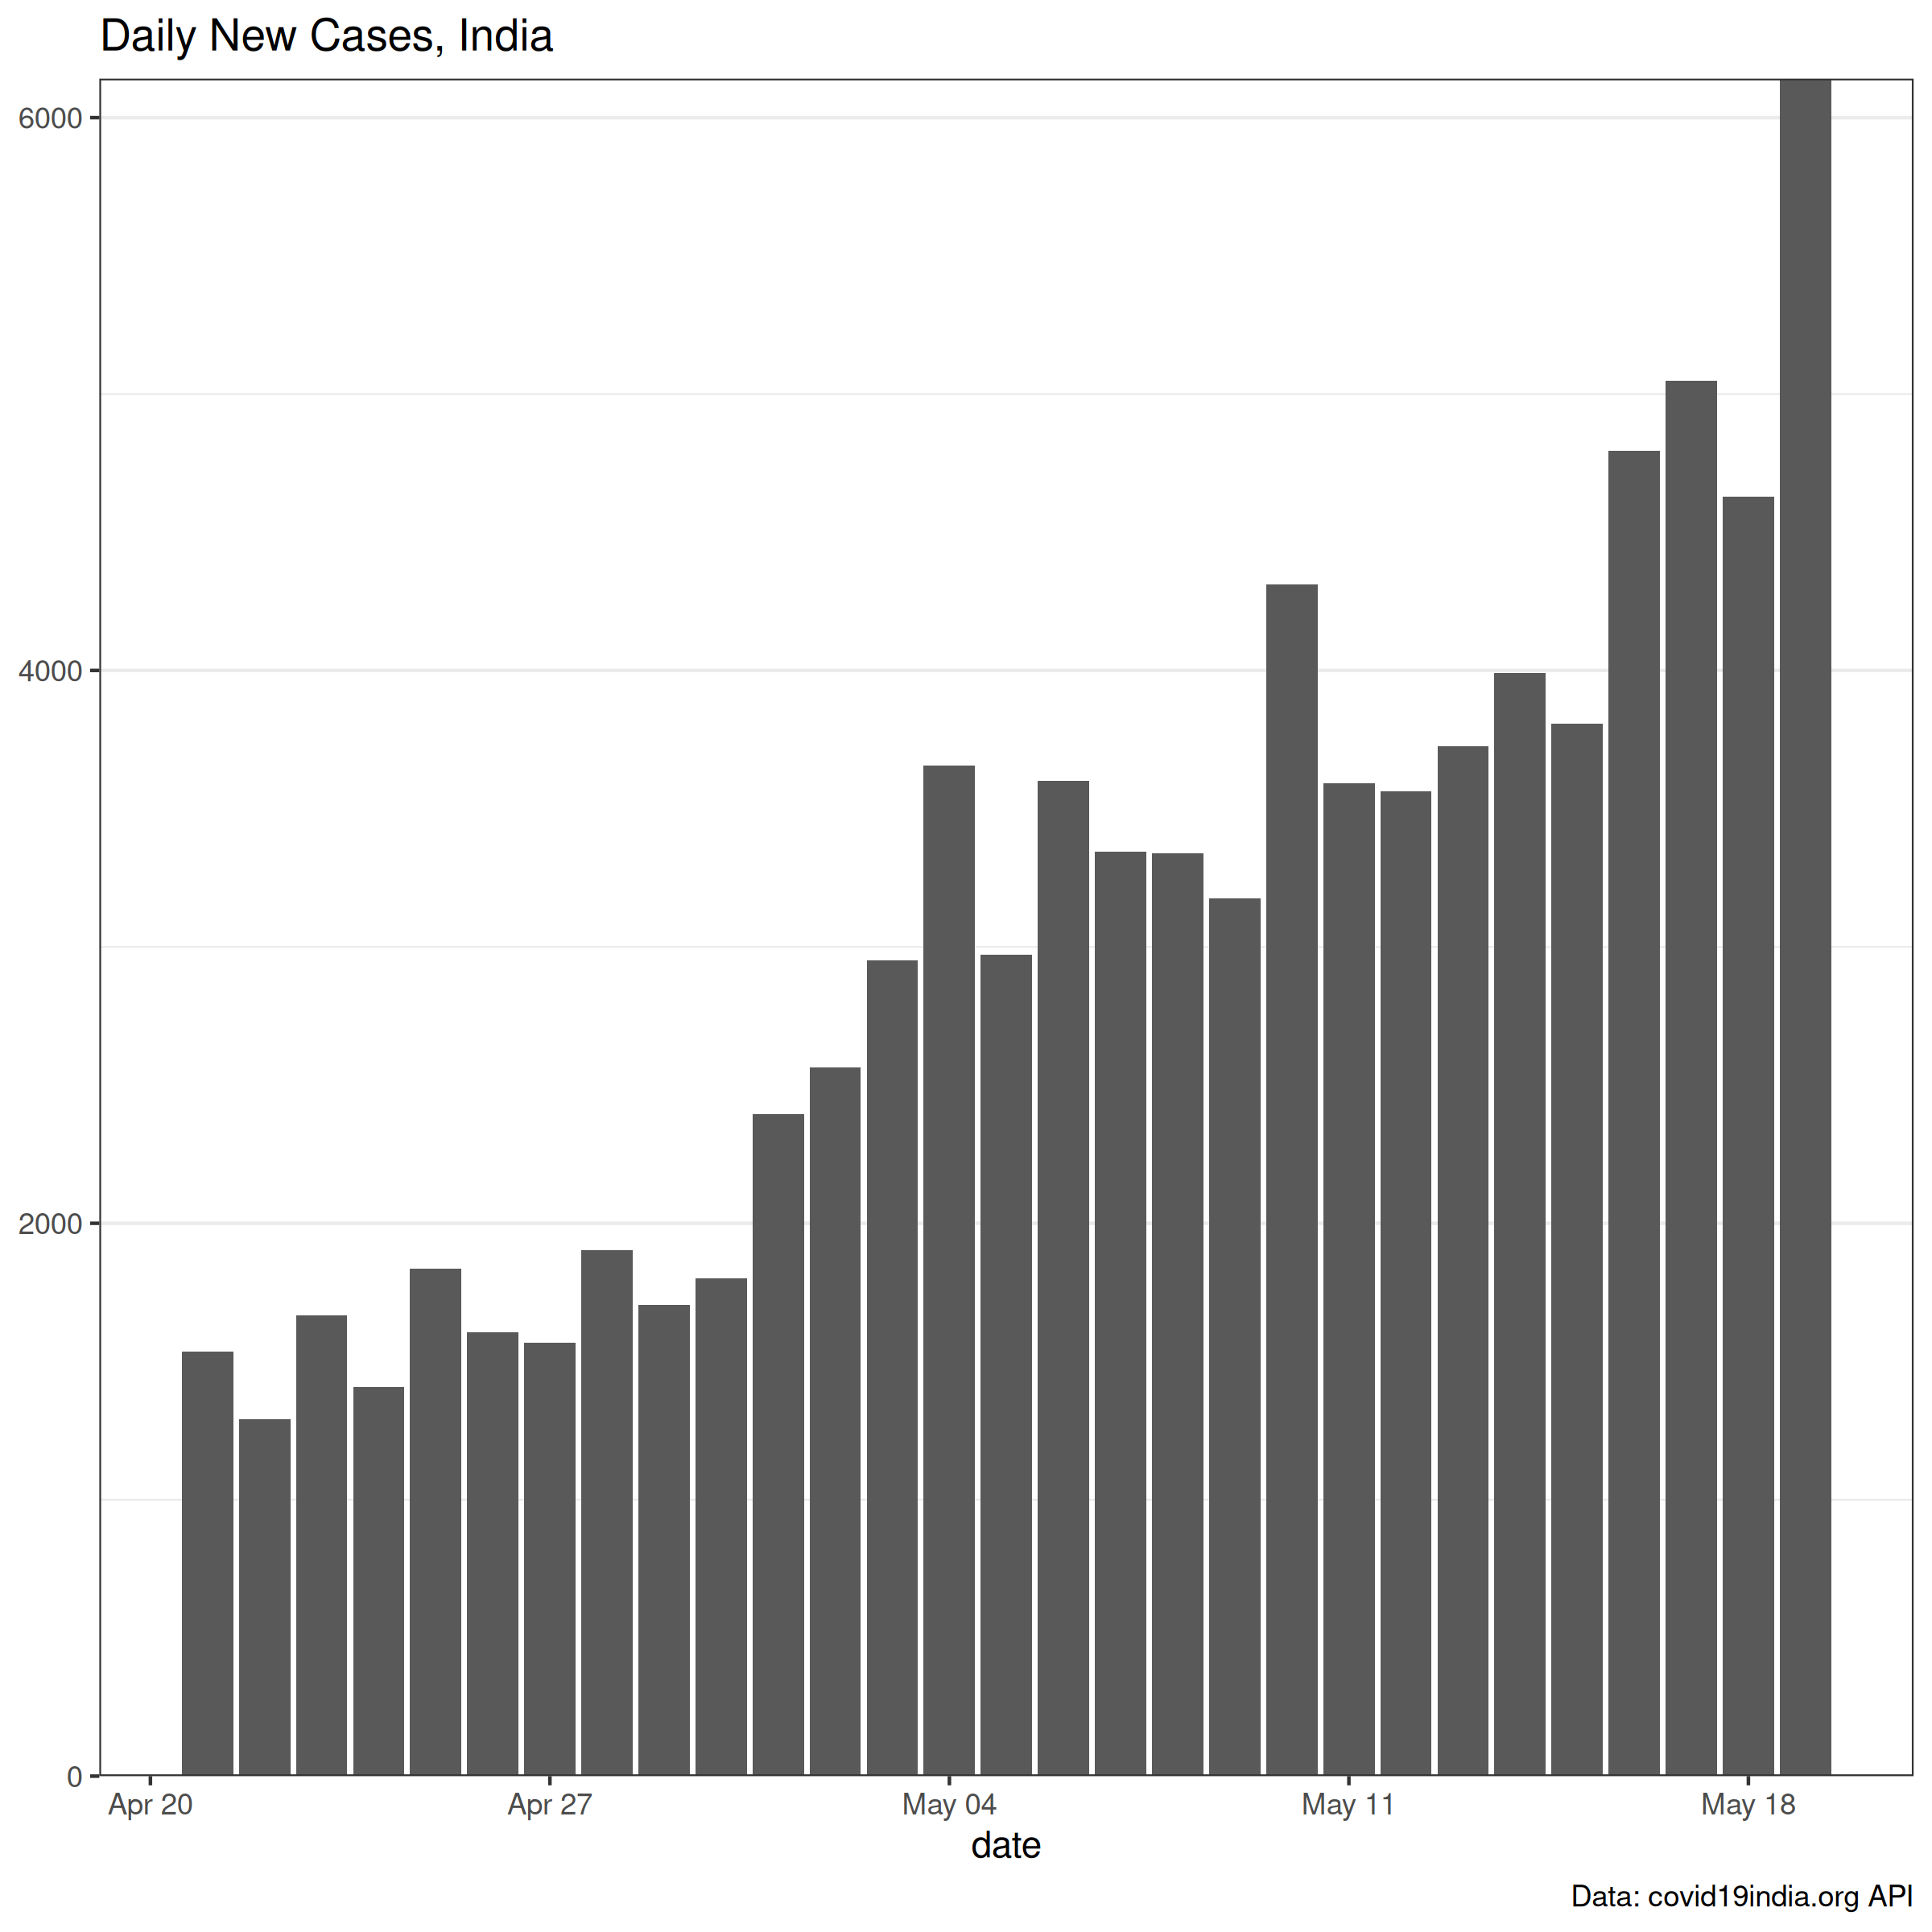 Daily New Cases, India
6000
4000
2000
0
Apr 20 Apr 27 May 04 May 11 May 18
date
Data: covid19india.org API